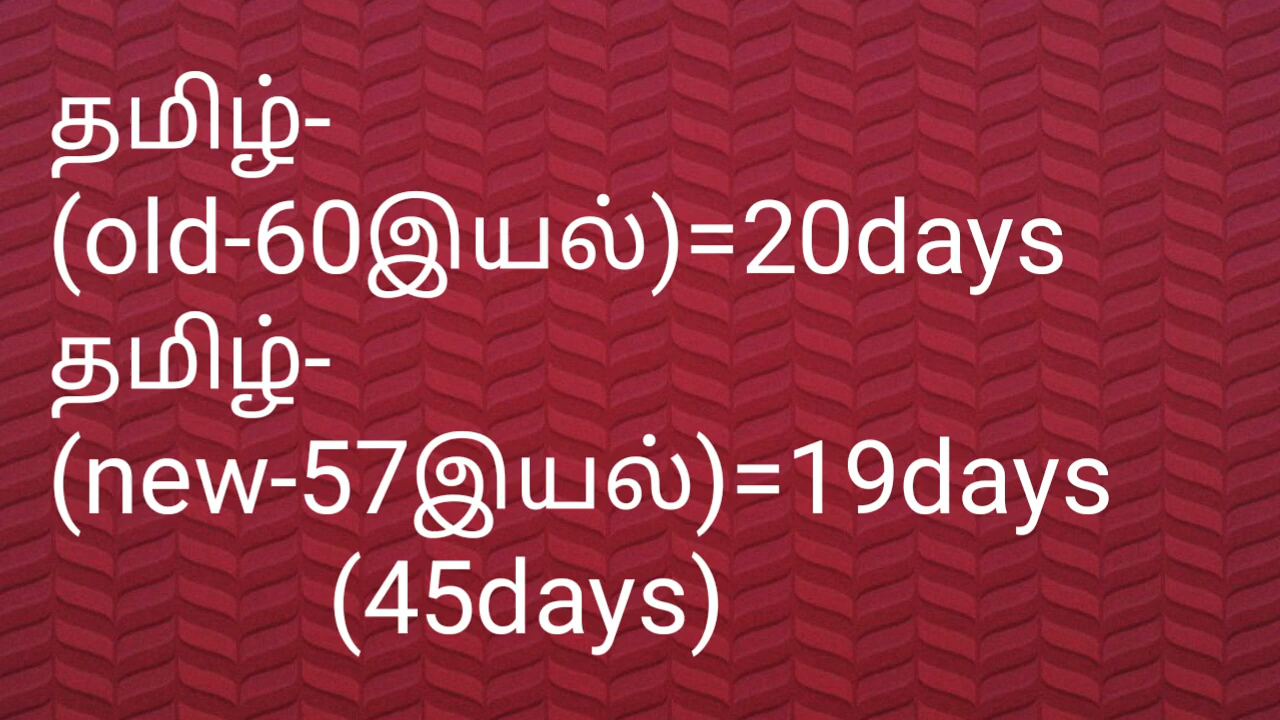 தமிழ்-
(old-60இயல்)=20days
தமிழ்-
(new-57இயல்)=19days
(45days)